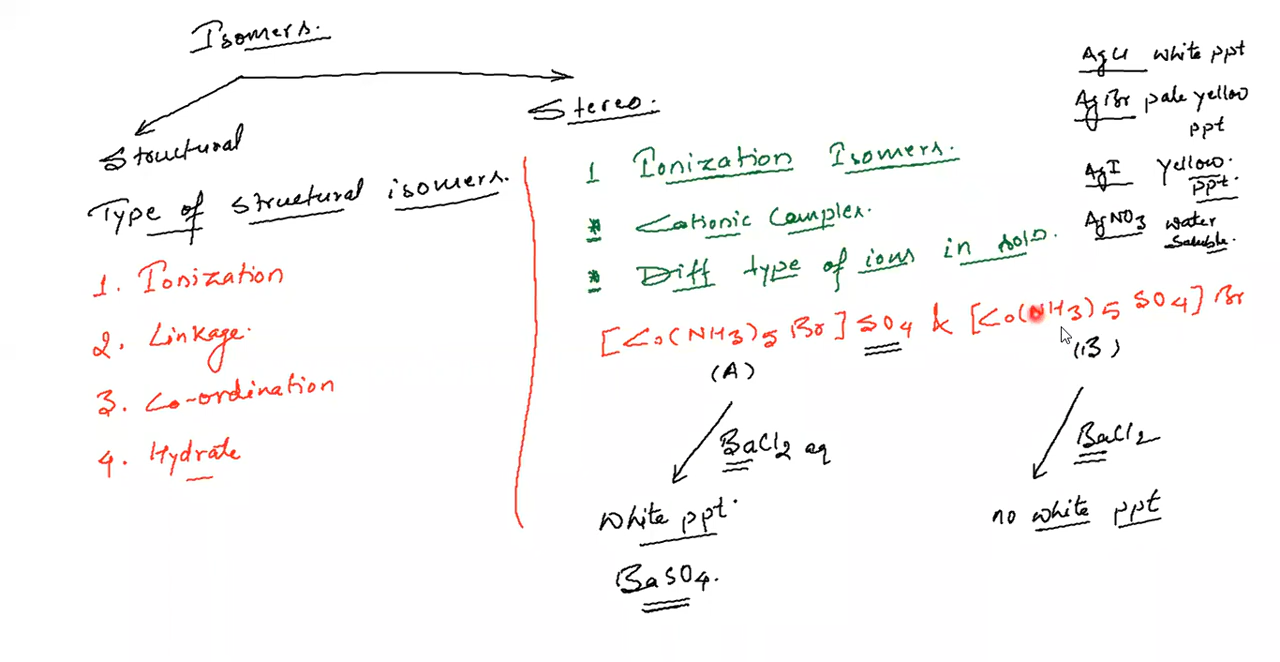 Isomers.
Structural
Stereo.
Type of structural isomers.
1. Ionization
2. Linkage.
3. Co-ordination
4. Hydrate
1 Ionization Isomers.
* Cationic Complex.
* Diff type of ions in soln.
[Co(NH3)5 Br] SO4 & [Co(NH3)5 SO4] Br
(A)
(B)
BaCl2 aq
BaCl2
White ppt.
no white ppt
BaSO4.
AgCl white ppt
AgBr pale yellow
ppt
AgI Yellow.
ppt.
AgNO3 water
Soluble.